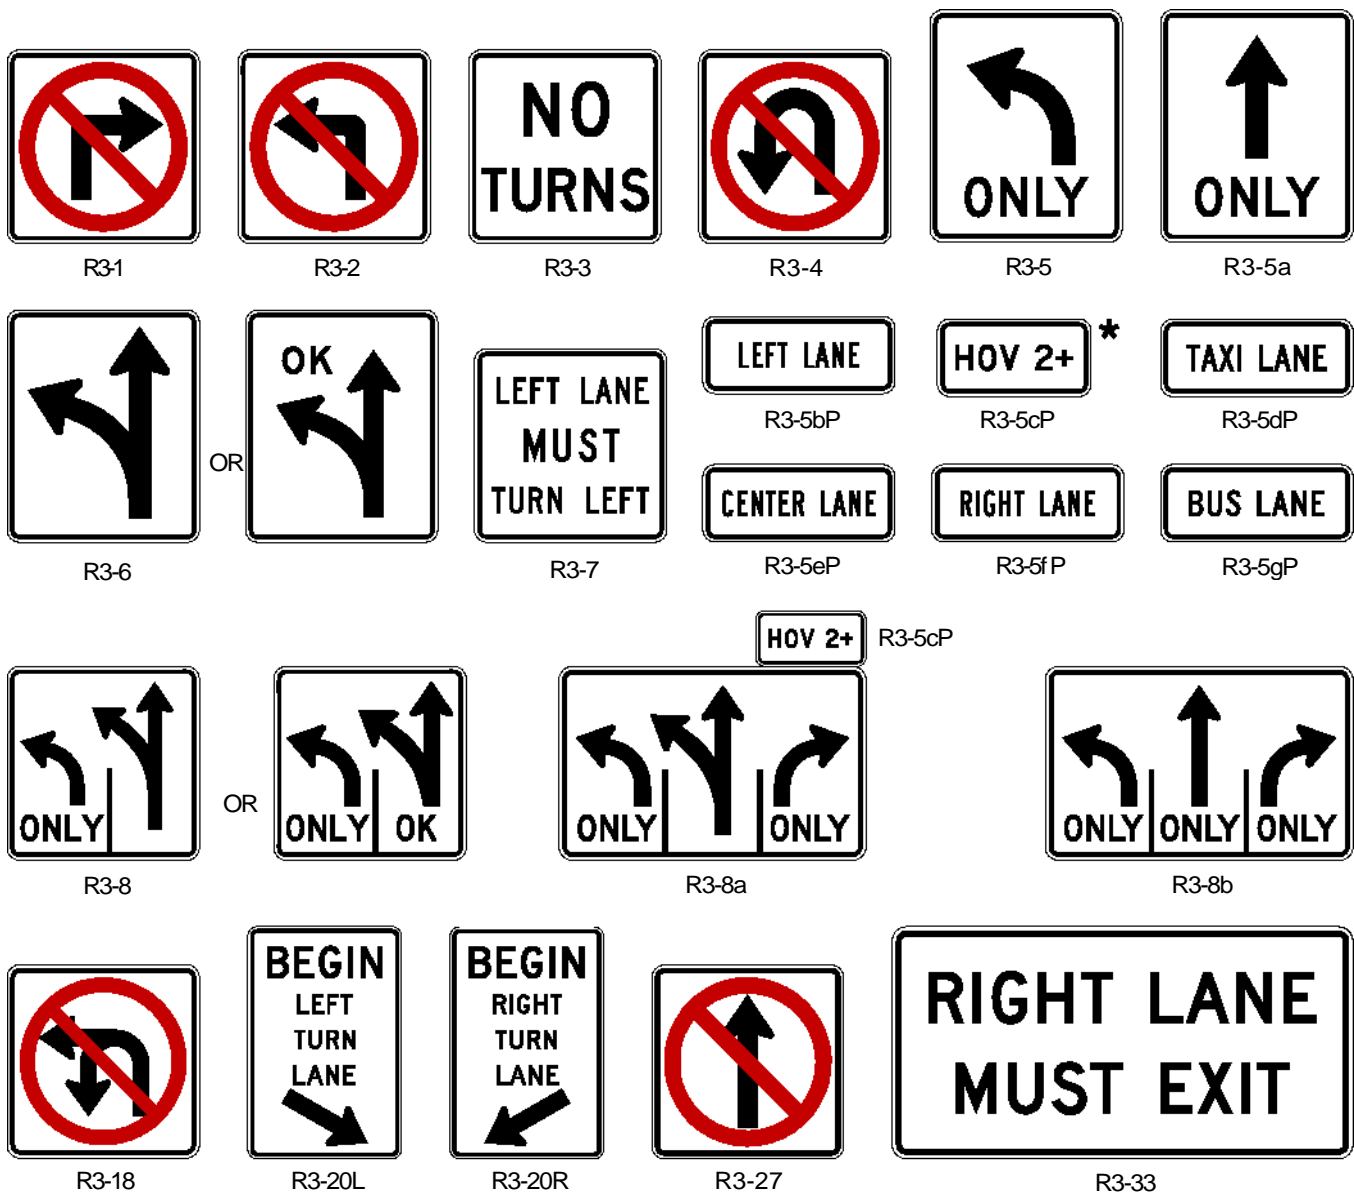 NO
TURNS
ONLY
ONLY
R3-1
R3-2
R3-3
R3-4
R3-5
R3-5a
OK
OR
LEFT LANE
MUST
TURN LEFT
LEFT LANE
HOV 2+
*
TAXI LANE
R3-5bP
R3-5cP
R3-5dP
CENTER LANE
RIGHT LANE
BUS LANE
R3-6
R3-7
R3-5eP
R3-5fP
R3-5gP
HOV 2+
R3-5cP
ONLY
OR
ONLY
OK
ONLY
ONLY
ONLY
ONLY
ONLY
R3-8
R3-8a
R3-8b
BEGIN
LEFT
TURN
LANE
BEGIN
RIGHT
TURN
LANE
RIGHT LANE
MUST EXIT
R3-18
R3-20L
R3-20R
R3-27
R3-33